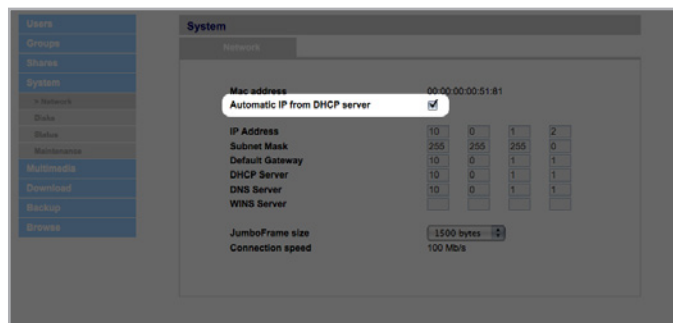 Users
Groups
Shares
System
> Network
Disks
Status
Maintenance
Multimedia
Download
Backup
Browse
System
Network
Mac address 00:00:00:00:51:81
Automatic IP from DHCP server
IP Address 10 0 1 2
Subnet Mask 255 255 255 0
Default Gateway 10 0 1 1
DHCP Server 10 0 1 1
DNS Server 10 0 1 1
WINS Server
JumboFrame size 1500 bytes
Connection speed 100 Mb/s